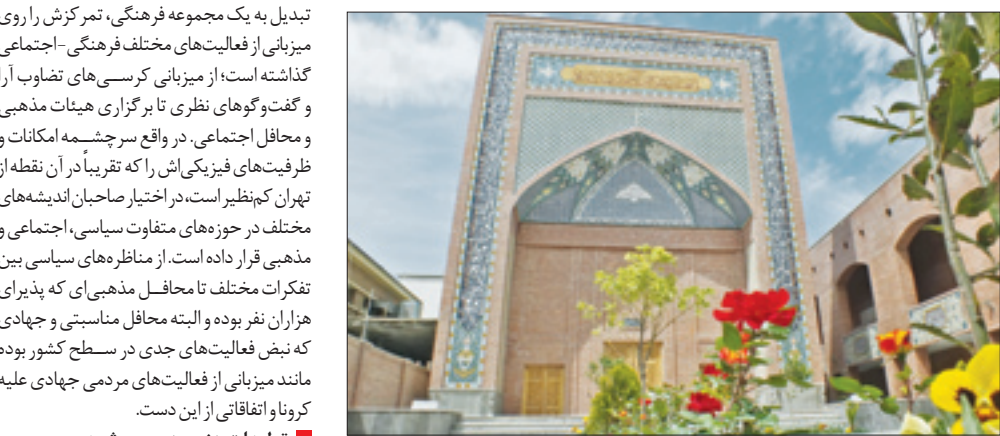 تبدیل به یک مجموعه فرهنگی، تمرکزش را روی
میزبانی از فعالیت‌های مختلف فرهنگی-اجتماعی
گذاشته است؛ از میزبانی کرســی‌های تضاوب آرا
و گفت‌وگوهای نظری تا برگزاری هیئات مذهبی
و محافل اجتماعی. در واقع سرچشــمه امکانات و
ظرفیت‌های فیزیکی‌اش را که تقریباً در آن نقطه از
تهران کم‌نظیر است، در اختیار صاحبان اندیشه‌های
مختلف در حوزه‌های متفاوت سیاسی، اجتماعی و
مذهبی قرار داده است. از مناظره‌های سیاسی بین
تفکرات مختلف تا محافــل مذهبی‌ای که پذیرای
هزاران نفر بوده و البته محافل مناسبتی و جهادی
که نبض فعالیت‌های جدی در ســطح کشور بوده
مانند میزبانی از فعالیت‌های مردمی جهادی علیه
کرونا و اتفاقاتی از این دست.